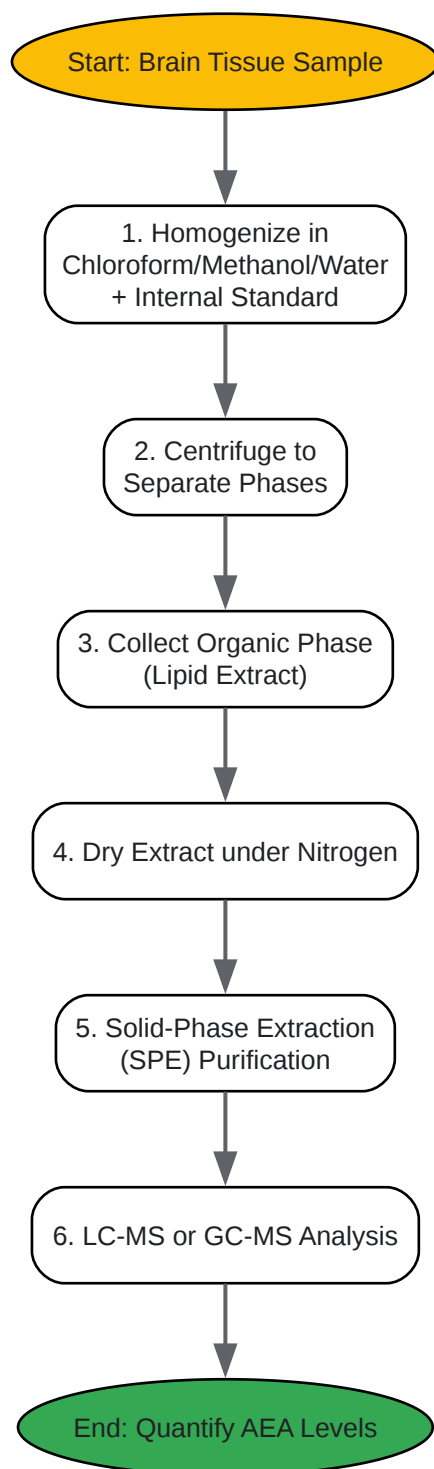 Start: Brain Tissue Sample
1. Homogenize in
Chloroform/Methanol/Water
+ Internal Standard
2. Centrifuge to
Separate Phases
3. Collect Organic Phase
(Lipid Extract)
4. Dry Extract under Nitrogen
5. Solid-Phase Extraction
(SPE) Purification
6. LC-MS or GC-MS Analysis
End: Quantify AEA Levels